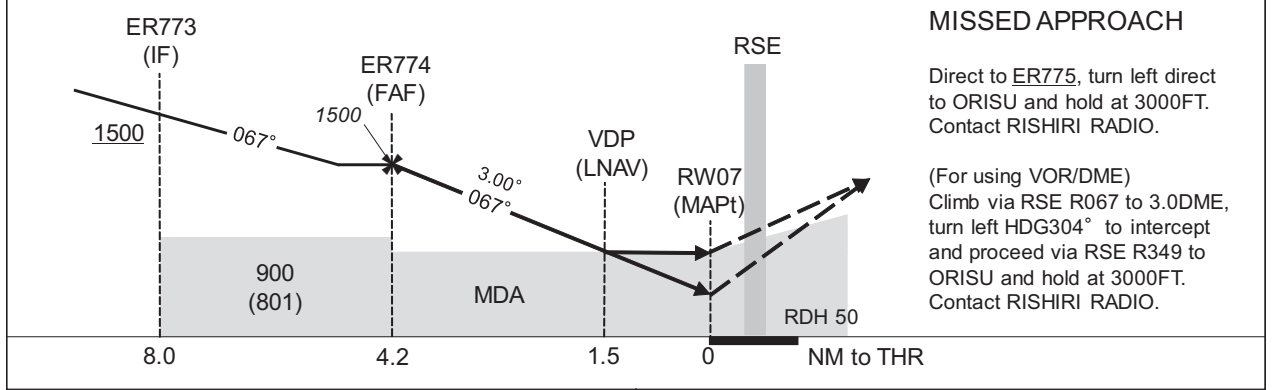 ER773
(IF)
ER774
(FAF)
1500
1500
067°
3.00°
067°
VDP
(LNAV)
RW07
(MAPt)
RSE
900
(801)
MDA
RDH 50
8.0
4.2
1.5
0
NM to THR
MISSED APPROACH
Direct to ER775, turn left direct
to ORISU and hold at 3000FT.
Contact RISHIRI RADIO.
(For using VOR/DME)
Climb via RSE R067 to 3.0DME,
turn left HDG304° to intercept
and proceed via RSE R349 to
ORISU and hold at 3000FT.
Contact RISHIRI RADIO.